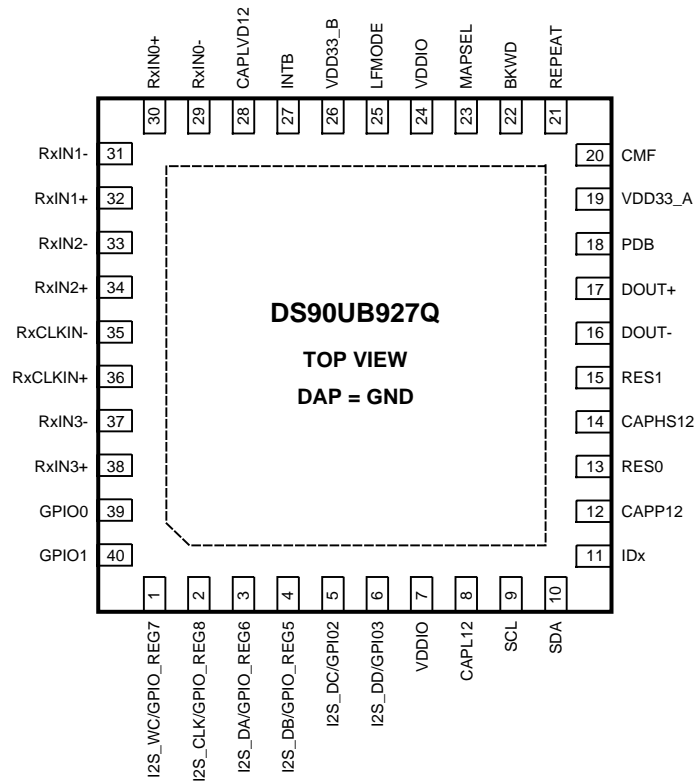 RxIN0+
RxIN0-
CAPLVD12
INTB
VDD33_B
LFMODE
VDDIO
MAPSEL
BKWD
REPEAT
30
29
28
27
26
25
24
23
22
21
RxIN1- 31
RxIN1+ 32
RxIN2- 33
RxIN2+ 34
RxCLKIN- 35
RxCLKIN+ 36
RxIN3- 37
RxIN3+ 38
GPIO0 39
GPIO1 40
DS90UB927Q
TOP VIEW
DAP = GND
20 CMF
19 VDD33_A
18 PDB
17 DOUT+
16 DOUT-
15 RES1
14 CAPHS12
13 RES0
12 CAPP12
11 IDx
1
2
3
4
5
6
7
8
9
10
I2S_WC/GPIO_REG7
I2S_CLK/GPIO_REG8
I2S_DA/GPIO_REG6
I2S_DB/GPIO_REG5
I2S_DC/GPI02
I2S_DD/GPI03
VDDIO
CAPL12
SCL
SDA